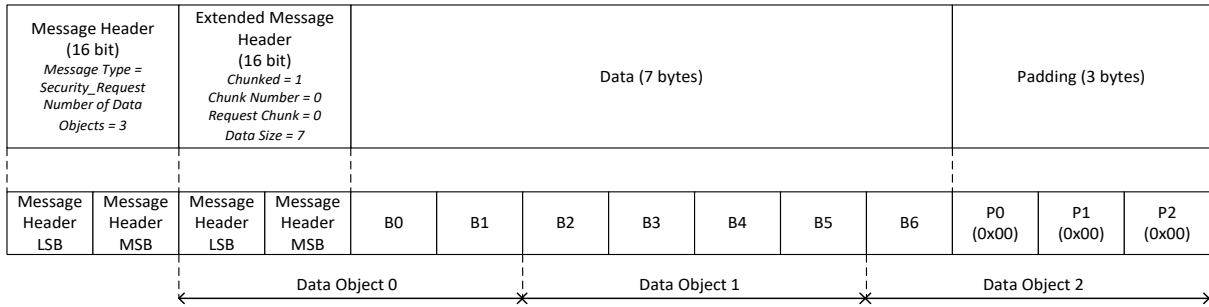 Message Header
(16 bit)
Message Type =
Security_Request
Number of Data
Objects = 3
Extended Message
Header
(16 bit)
Chunked = 1
Chunk Number = 0
Request Chunk = 0
Data Size = 7
Data (7 bytes)
Padding (3 bytes)
Message
Header
LSB
Message
Header
MSB
Message
Header
LSB
Message
Header
MSB
B0
B1
B2
B3
B4
B5
B6
P0
(0x00)
P1
(0x00)
P2
(0x00)
Data Object 0
Data Object 1
Data Object 2